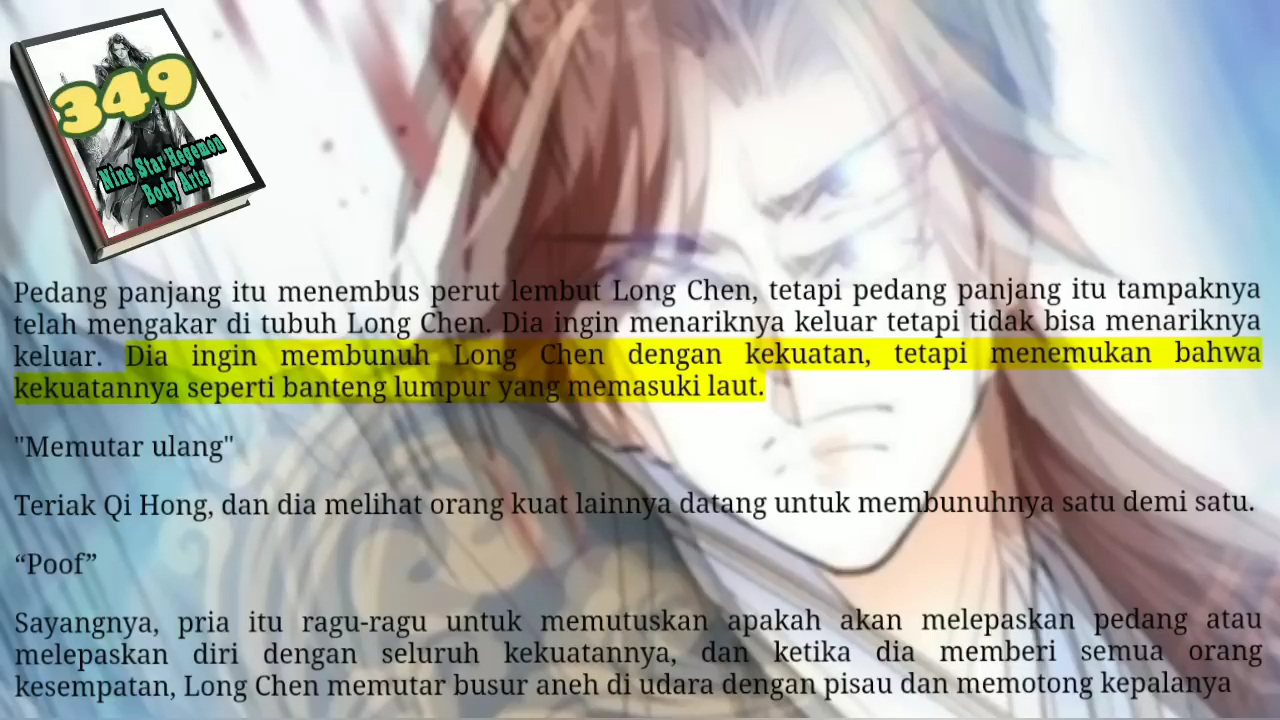 349
Nine Star Hegemon
Body Arts
Pedang panjang itu menembus perut lembut Long Chen, tetapi pedang panjang itu tampaknya
telah mengakar di tubuh Long Chen. Dia ingin menariknya keluar tetapi tidak bisa menariknya
keluar. Dia ingin membunuh Long Chen dengan kekuatan, tetapi menemukan bahwa
kekuatannya seperti banteng lumpur yang memasuki laut.
"Memutar ulang"
Teriak Qi Hong, dan dia melihat orang kuat lainnya datang untuk membunuhnya satu demi satu.
“Poof”
Sayangnya, pria itu ragu-ragu untuk memutuskan apakah akan melepaskan pedang atau
melepaskan diri dengan seluruh kekuatannya, dan ketika dia memberi semua orang
kesempatan, Long Chen memutar busur aneh di udara dengan pisau dan memotong kepalanya